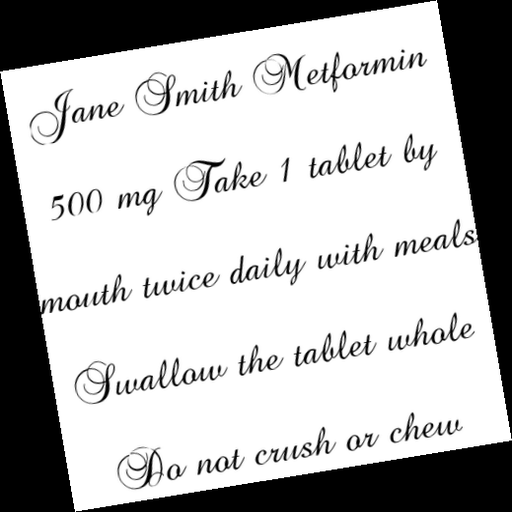 Jane Smith Metformin
500 mg Take 1 tablet by
mouth twice daily with meals
Swallow the tablet whole
Do not crush or chew